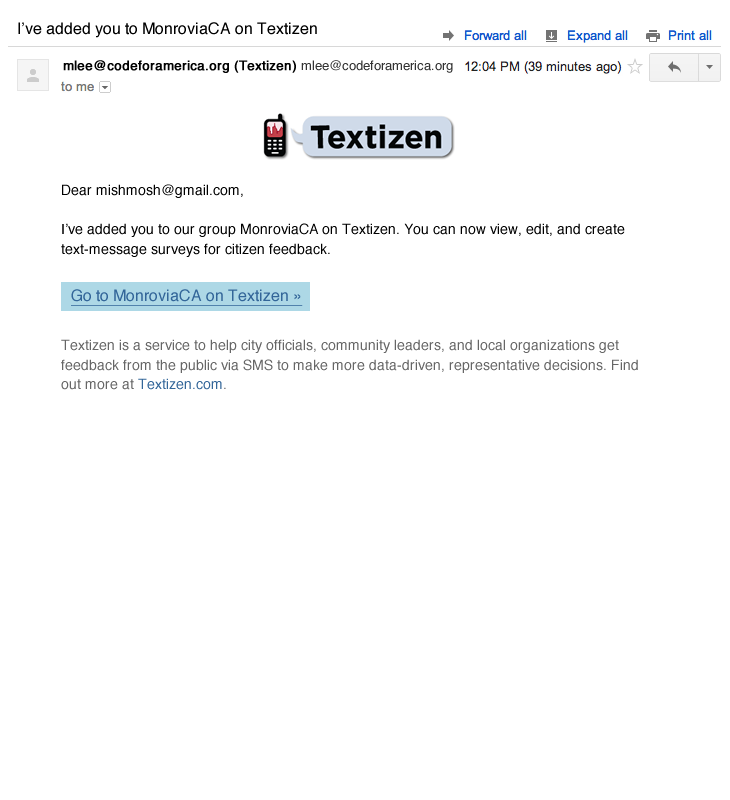 I've added you to MonroviaCA on Textizen
Forward all Expand all Print all
mlee@codeforamerica.org (Textizen) mlee@codeforamerica.org 12:04 PM (39 minutes ago)
to me
Textizen
Dear mishmosh@gmail.com,
I've added you to our group MonroviaCA on Textizen. You can now view, edit, and create
text-message surveys for citizen feedback.
Go to MonroviaCA on Textizen »
Textizen is a service to help city officials, community leaders, and local organizations get
feedback from the public via SMS to make more data-driven, representative decisions. Find
out more at Textizen.com.